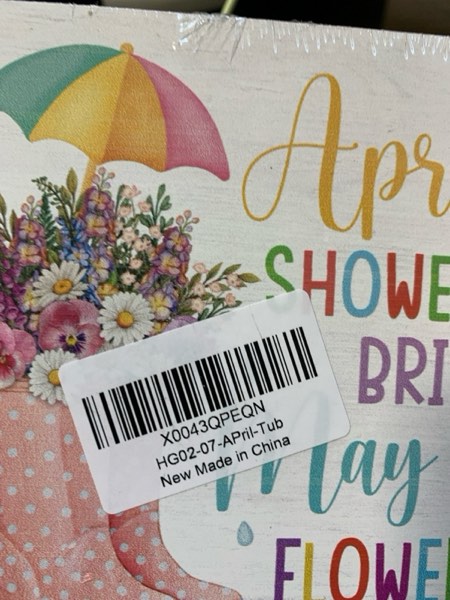 Apr
SHOWE
BRI
May
FLOWE
X0043QPEQN
HG02-07-APril-Tub
New Made in China